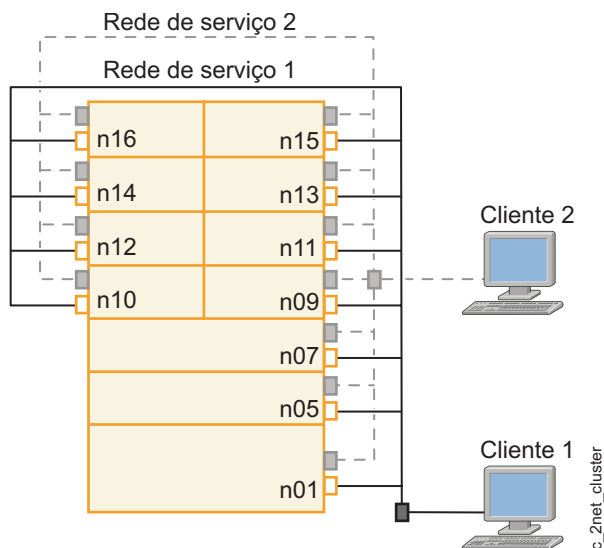 Rede de serviço 2
Rede de serviço 1
n16
n15
n14
n13
Cliente 2
n12
n11
n10
n09
n07
n05
Cliente 1
n01
c_2net_cluster